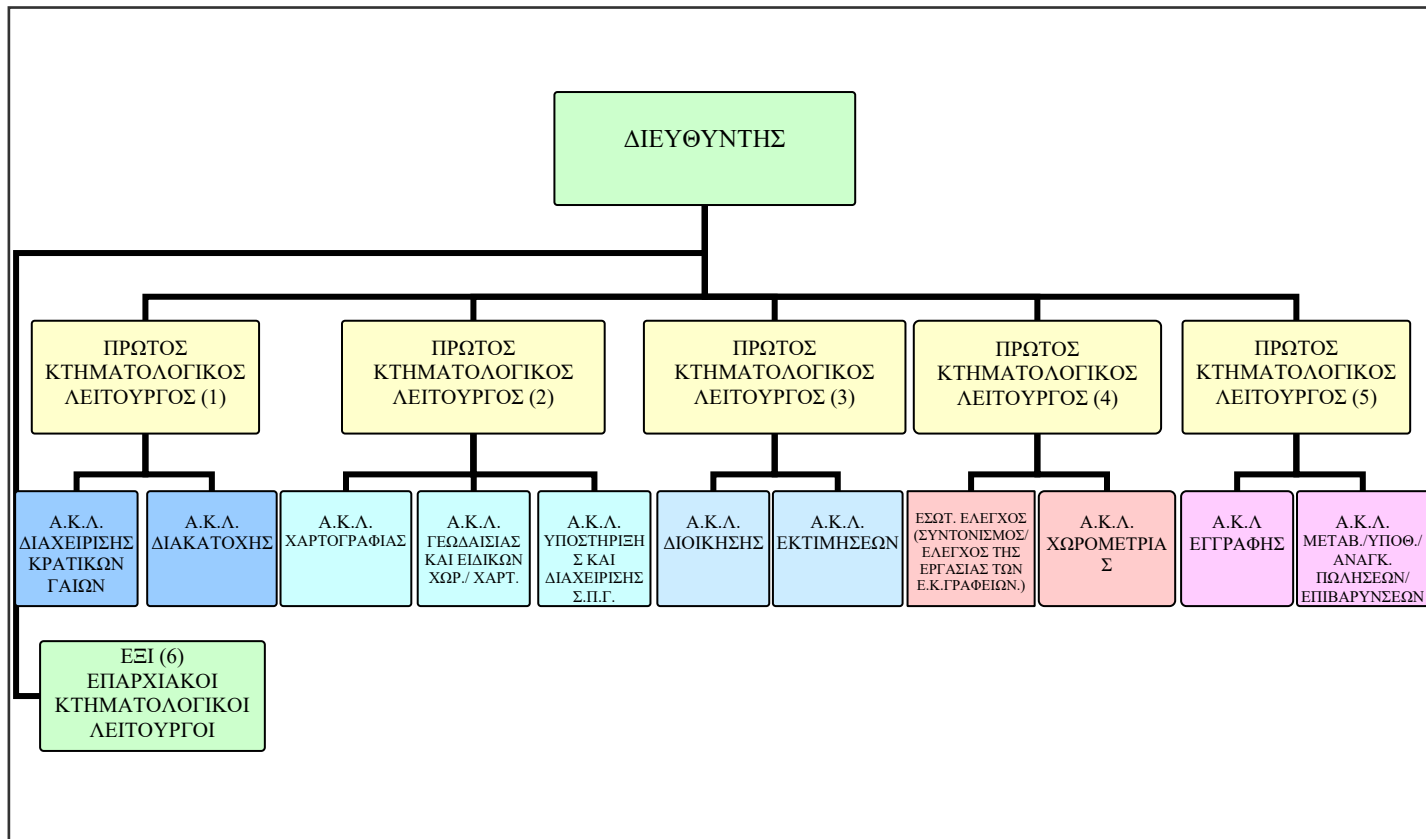 ΔΙΕΥΘΥΝΤΗΣ
ΠΡΩΤΟΣ
ΚΤΗΜΑΤΟΛΟΓΙΚΟΣ
ΛΕΙΤΟΥΡΓΟΣ (1)
ΠΡΩΤΟΣ
ΚΤΗΜΑΤΟΛΟΓΙΚΟΣ
ΛΕΙΤΟΥΡΓΟΣ (2)
ΠΡΩΤΟΣ
ΚΤΗΜΑΤΟΛΟΓΙΚΟΣ
ΛΕΙΤΟΥΡΓΟΣ (3)
ΠΡΩΤΟΣ
ΚΤΗΜΑΤΟΛΟΓΙΚΟΣ
ΛΕΙΤΟΥΡΓΟΣ (4)
ΠΡΩΤΟΣ
ΚΤΗΜΑΤΟΛΟΓΙΚΟΣ
ΛΕΙΤΟΥΡΓΟΣ (5)
Α.Κ.Λ.
ΔΙΑΧΕΙΡΙΣΗΣ
ΚΡΑΤΙΚΩΝ
ΓΑΙΩΝ
Α.Κ.Λ.
ΔΙΑΚΑΤΟΧΗΣ
Α.Κ.Λ.
ΧΑΡΤΟΓΡΑΦΙΑΣ
Α.Κ.Λ.
ΓΕΩΔΑΙΣΙΑΣ
ΚΑΙ ΕΙΔΙΚΩΝ
ΧΩΡ./ ΧΑΡΤ.
Α.Κ.Λ.
ΥΠΟΣΤΗΡΙΞΗ
Σ ΚΑΙ
ΔΙΑΧΕΙΡΙΣΗΣ
Σ.Π.Γ.
Α.Κ.Λ.
ΔΙΟΙΚΗΣΗΣ
Α.Κ.Λ.
ΕΚΤΙΜΗΣΕΩΝ
ΕΣΩΤ. ΕΛΕΓΧΟΣ
(ΣΥΝΤΟΝΙΣΜΟΣ/
ΕΛΕΓΧΟΣ ΤΗΣ
ΕΡΓΑΣΙΑΣ ΤΩΝ
Ε.Κ.ΓΡΑΦΕΙΩΝ.)
Α.Κ.Λ.
ΧΩΡΟΜΕΤΡΙΑ
Σ
Α.Κ.Λ
ΕΓΓΡΑΦΗΣ
Α.Κ.Λ.
ΜΕΤΑΒ./ΥΠΟΘ./
ΑΝΑΓΚ.
ΠΩΛΗΣΕΩΝ/
ΕΠΙΒΑΡΥΝΣΕΩΝ
ΕΞΙ (6)
ΕΠΑΡΧΙΑΚΟΙ
ΚΤΗΜΑΤΟΛΟΓΙΚΟΙ
ΛΕΙΤΟΥΡΓΟΙ